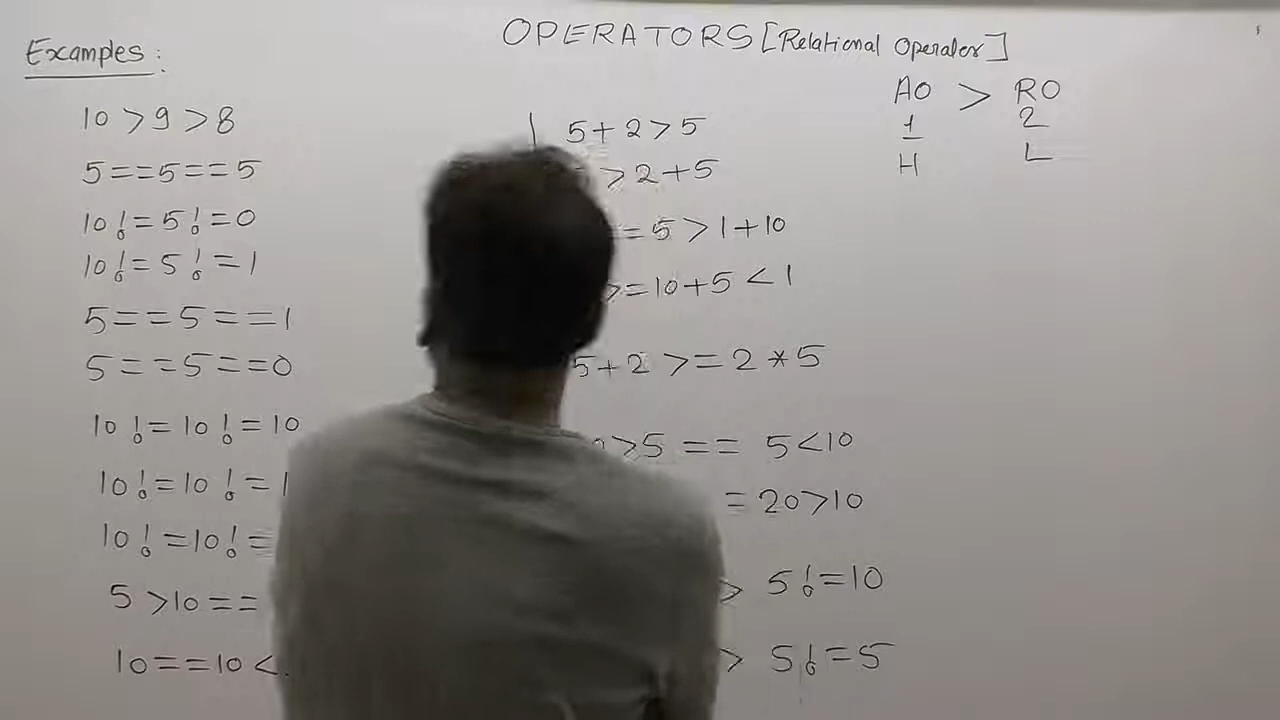 OPERATORS [Relational Operator]
Examples:
10 > 9 > 8
5==5==5
10!=5!=0
10!=5!=1
5==5==1
5==5==0
10!=10!=10
10!=10!=1
10!=10!=
5 >10==
10==10<
5+2>5
>2+5
=5>1+10
>=10+5<1
5+2 >= 2*5
>5 == 5<10
= 20>10
> 5!=10
> 5!=5
AO > RO
1 2
H L